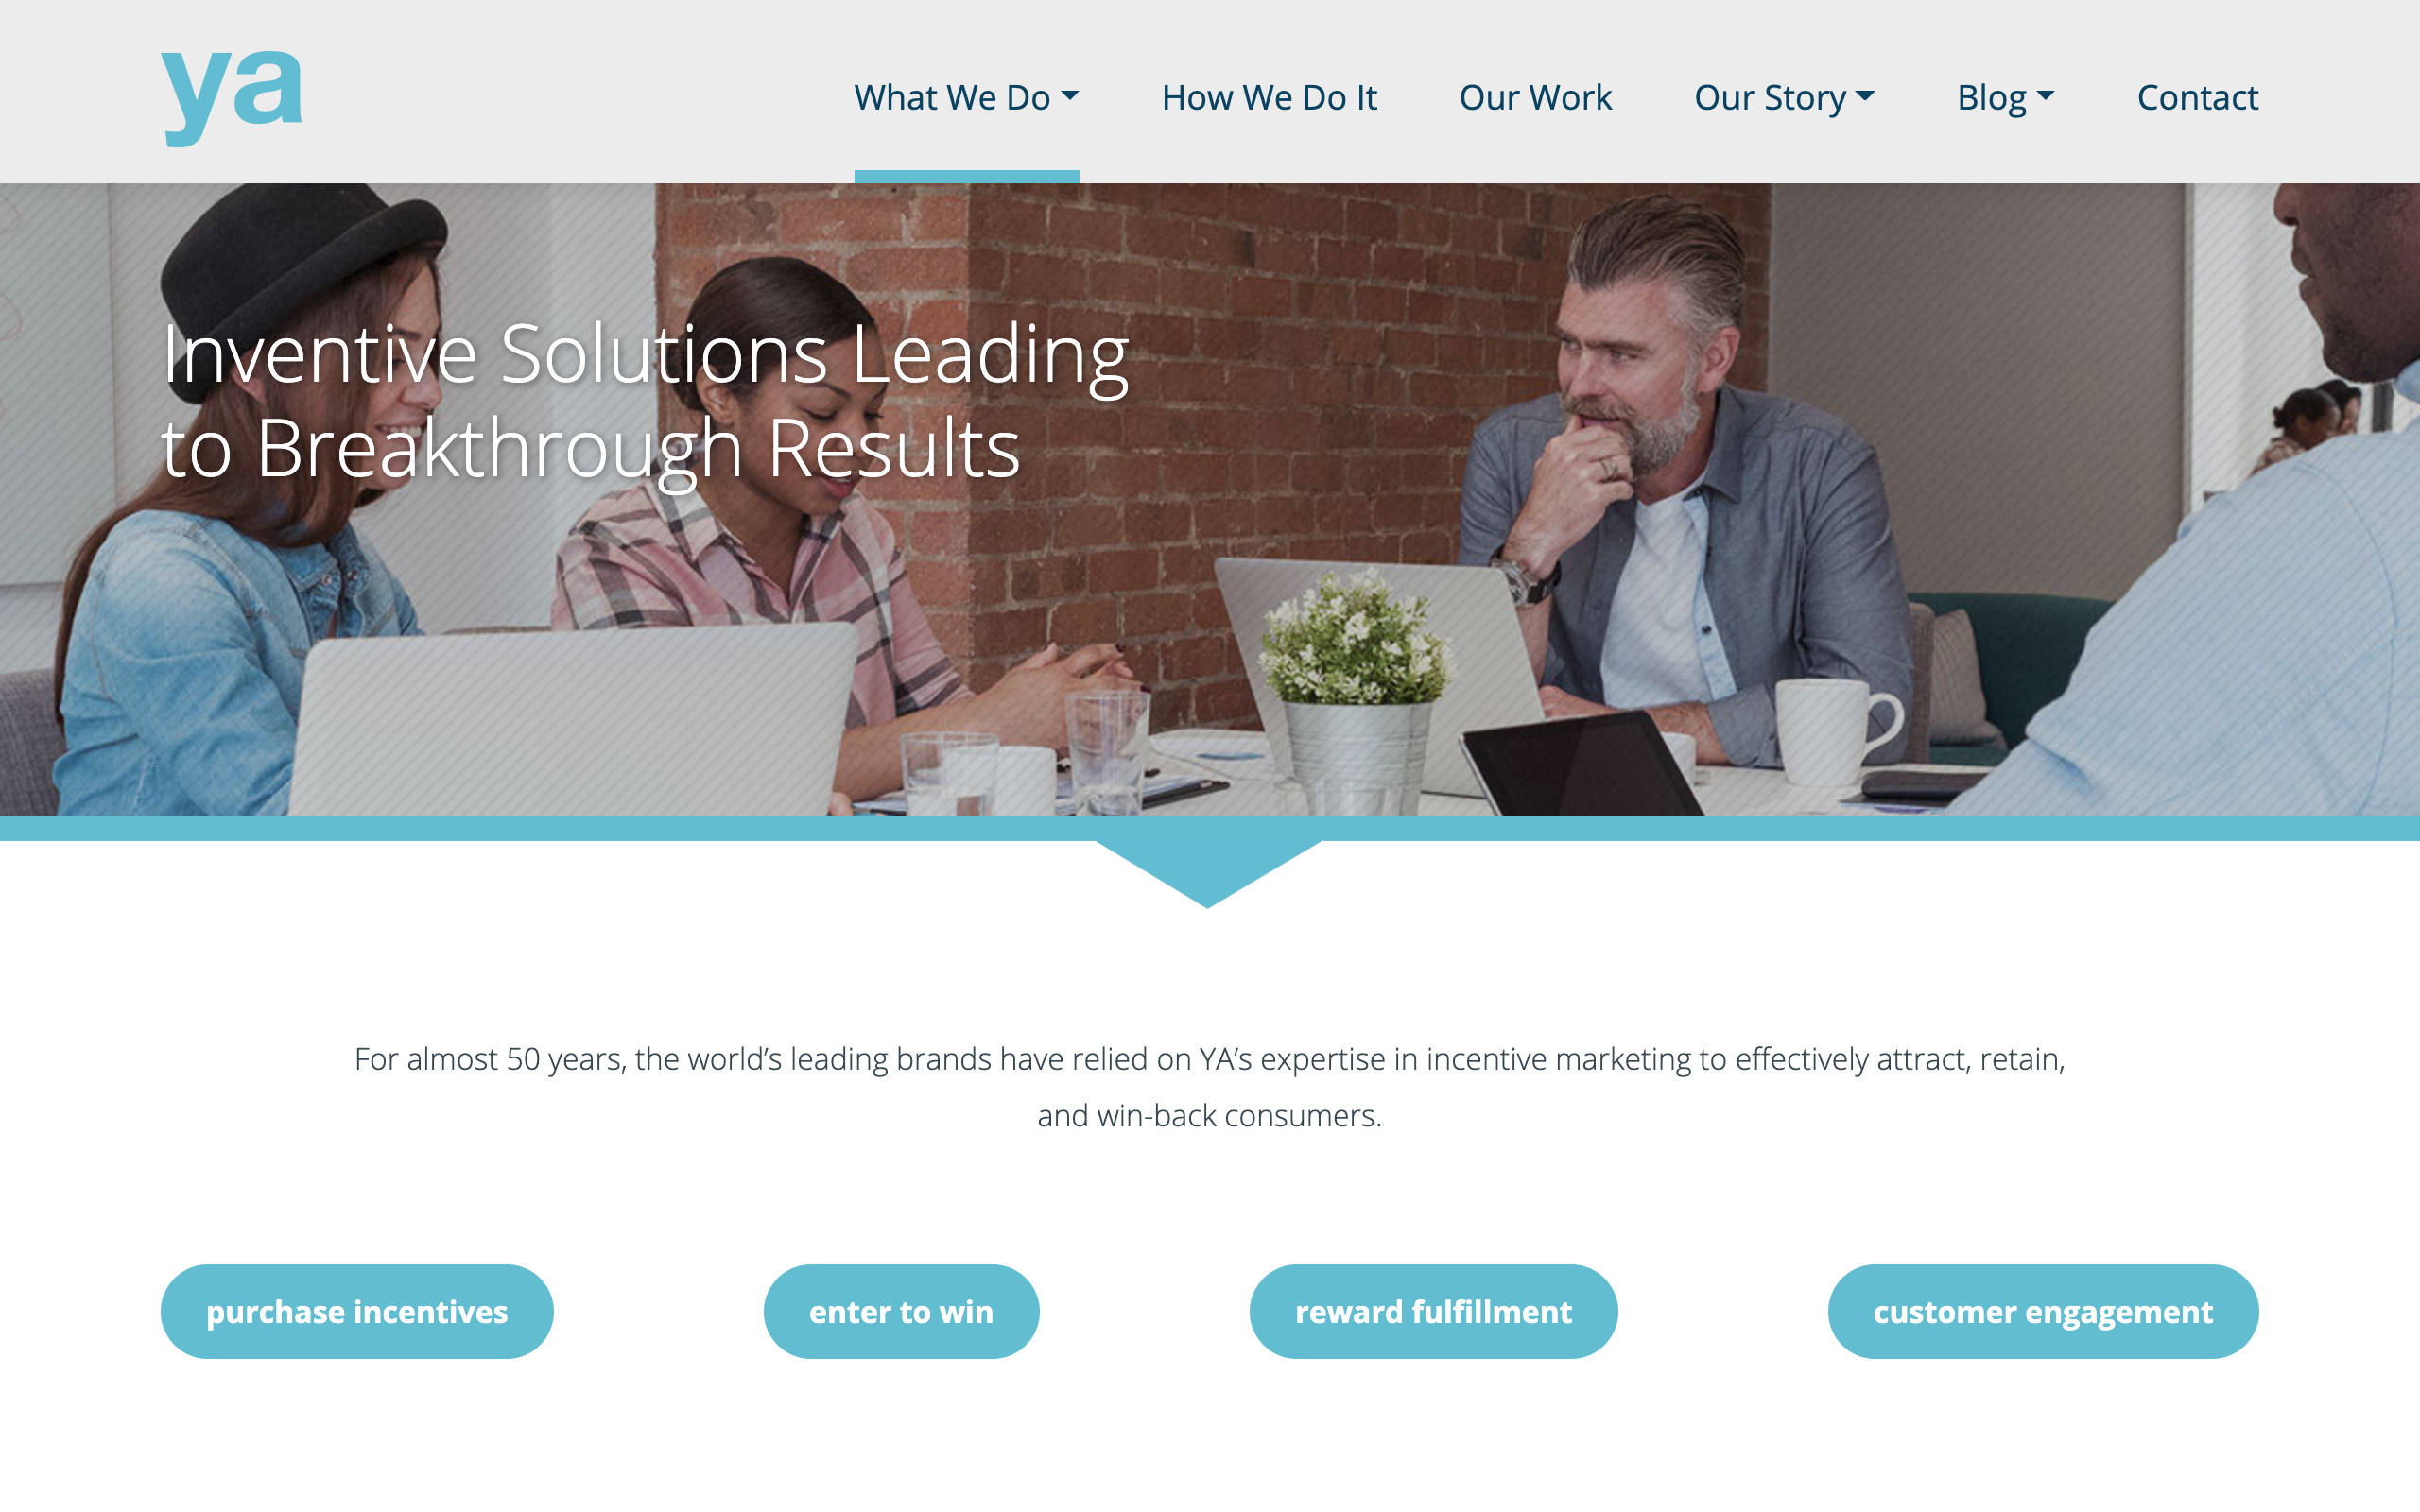 ya
What We Do
How We Do It
Our Work
Our Story
Blog
Contact
Inventive Solutions Leading
to Breakthrough Results
For almost 50 years, the world’s leading brands have relied on YA’s expertise in incentive marketing to effectively attract, retain,
and win-back consumers.
purchase incentives
enter to win
reward fulfillment
customer engagement